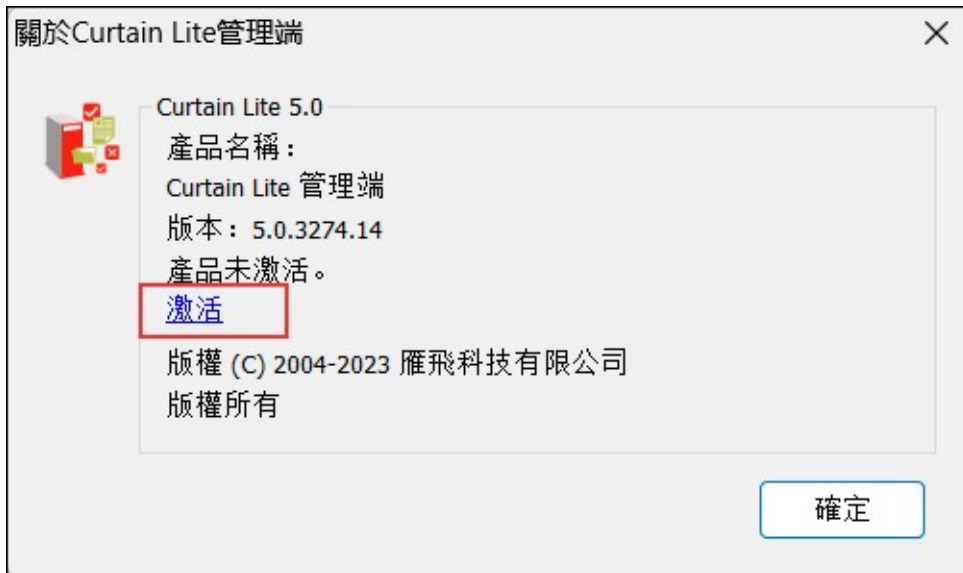 關於Curtain Lite管理端
Curtain Lite 5.0
產品名稱：
Curtain Lite 管理端
版本：5.0.3274.14
產品未激活。
激活
版權 (C) 2004-2023 雁飛科技有限公司
版權所有
確定